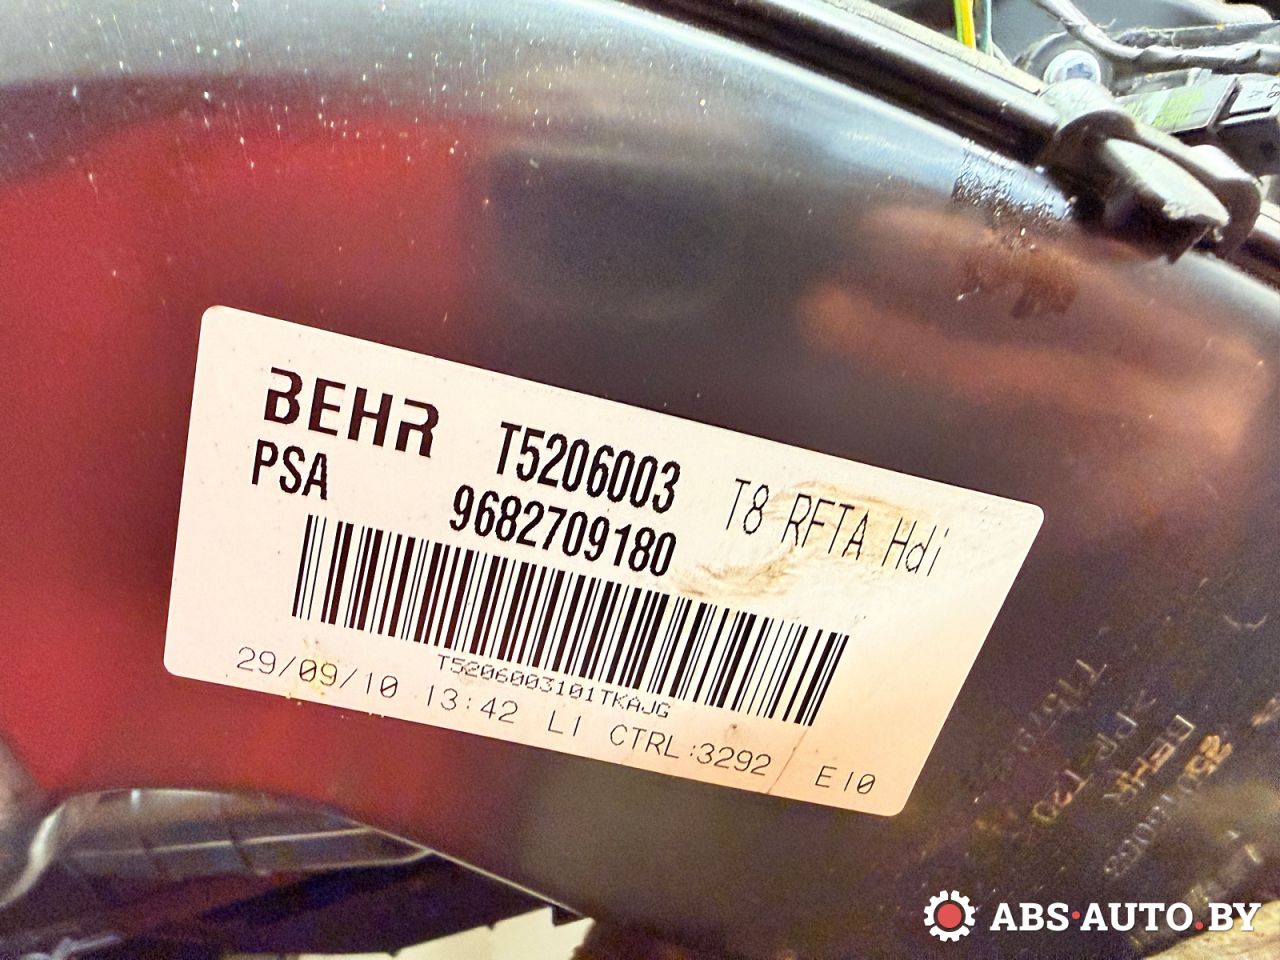 BEHR T5206003 T8 RFTA Hdi
PSA 9682709180
T5206003101TKAJG
29/09/10 13:42 L1 CTRL:3292 E10
ABS·AUTO.BY